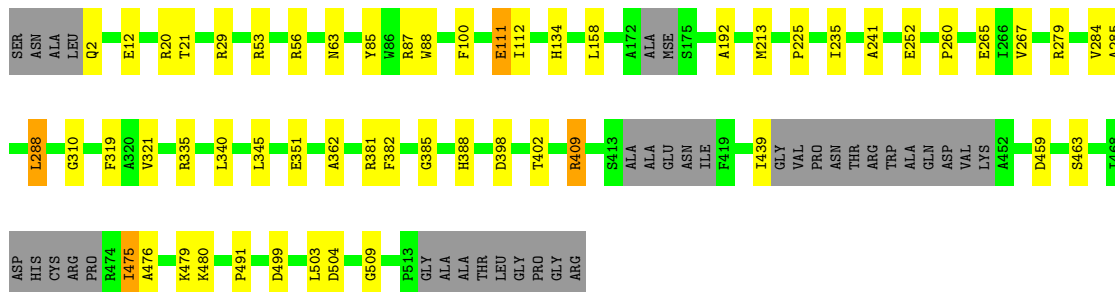 SER ASN ALA LEU Q2 E12 R20 T21 R29 R53 R56 N63 Y85 W86 R87 W88 F100 E111 I112 H134 L158 A172 ALA MSE S175 A192 M213 P225 I235 A241 E252 P260 E265 I266 V267 R279 V284 A285
L288 G310 F319 A320 V321 R335 L340 L345 E351 A362 R381 F382 G385 H388 D398 T402 R409 S413 ALA ALA GLU ASN ILE F419 I439 GLY VAL PRO ASN THR ARG TRP ALA GLN ASP VAL LYS A452 D459 S463 I468
ASP HIS CYS ARG PRO R474 I475 A476 K479 K480 P491 D499 L503 D504 G509 P513 GLY ALA ALA THR LEU GLY PRO GLY ARG